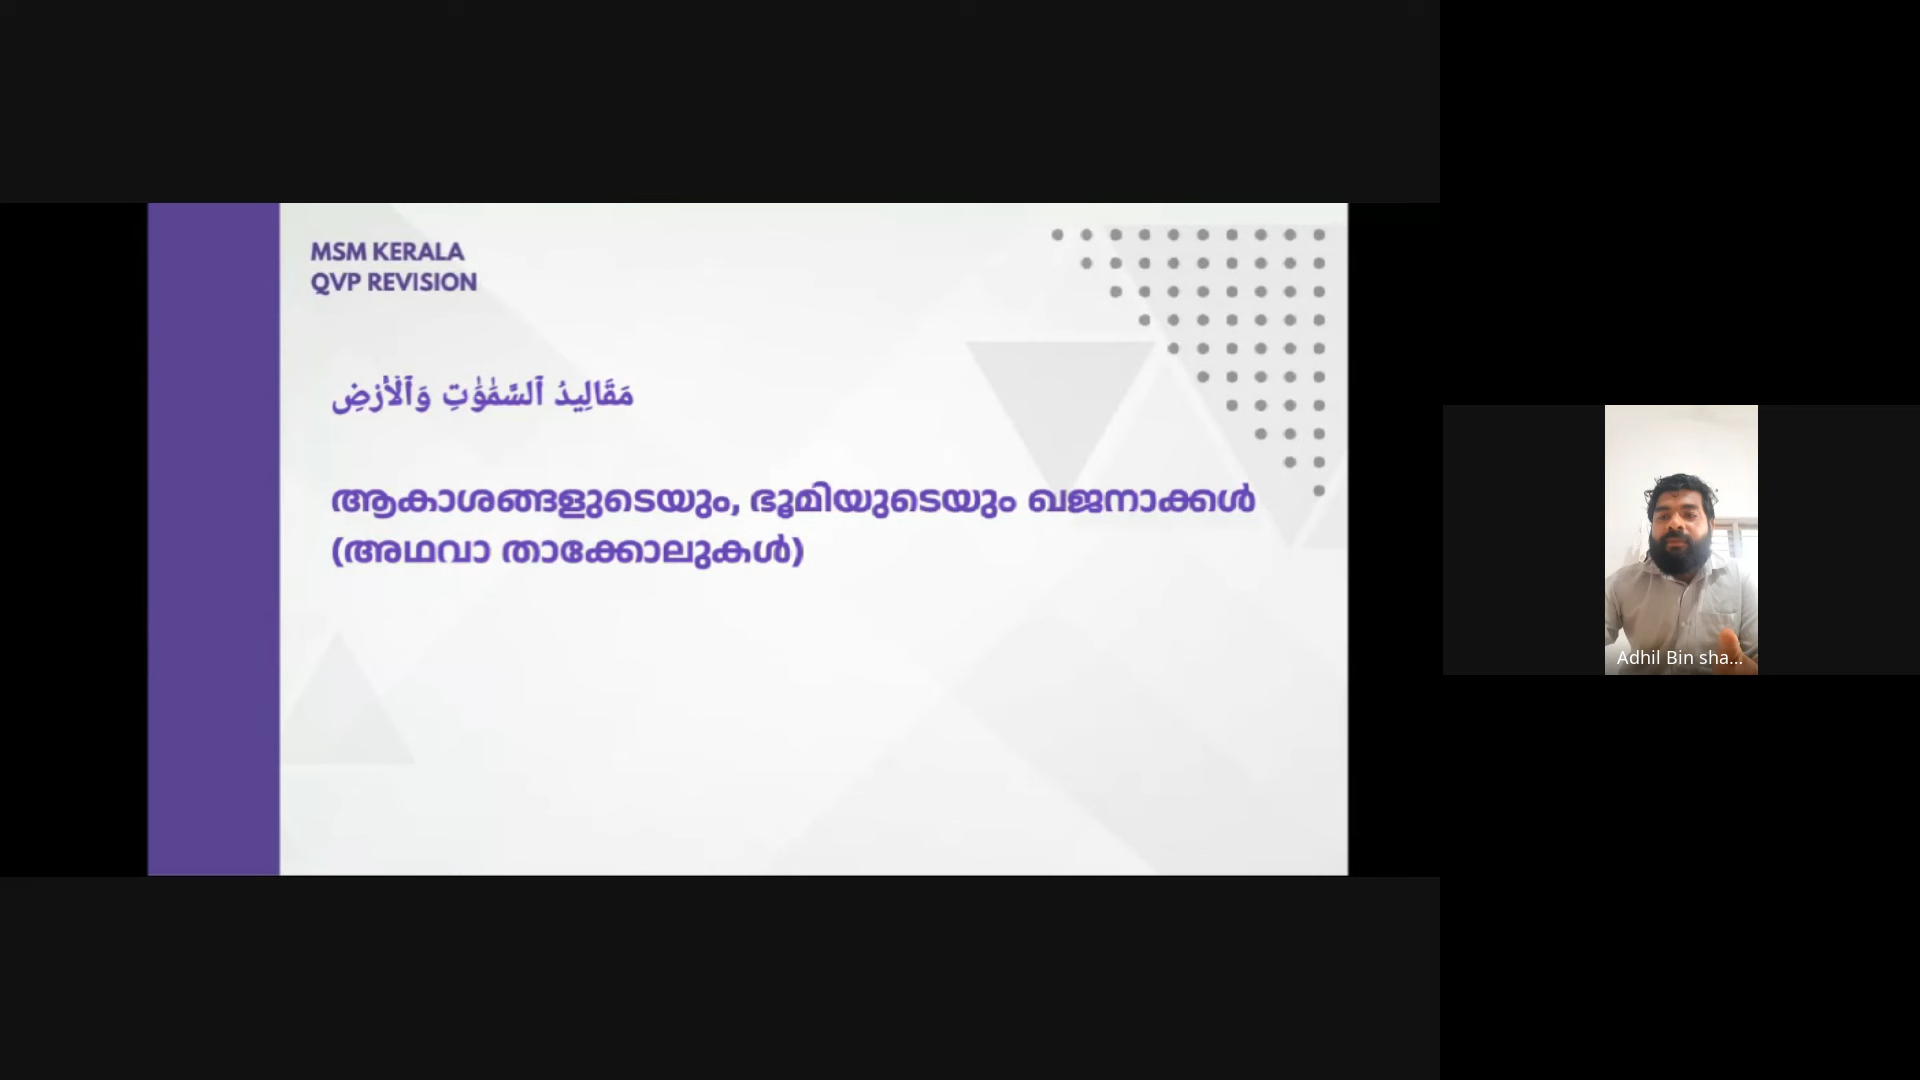 MSM KERALA
QVP REVISION
مَقَالِيدُ ٱلسَّمَٰوَٰتِ وَٱلْأَرْضِ
ആകാശങ്ങളുടെയും, ഭൂമിയുടെയും ഖജനാക്കൾ
(അഥവാ താക്കോലുകൾ)
Adhil Bin sha...